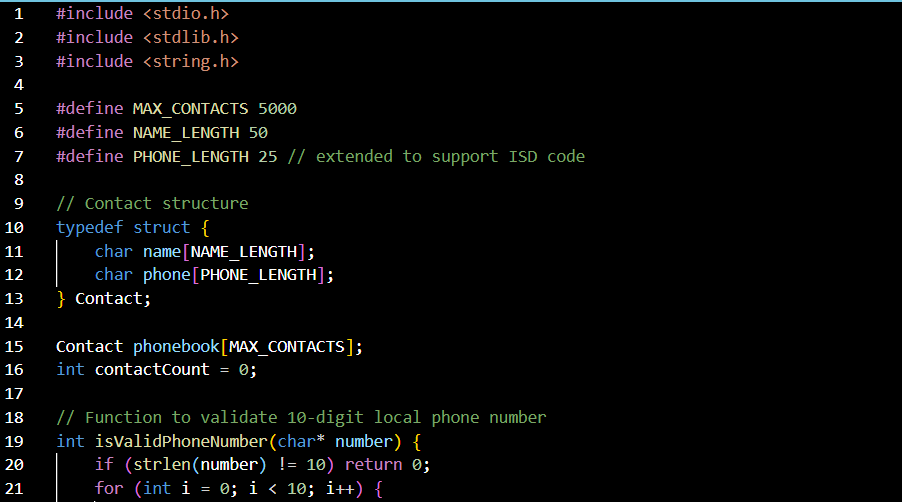 1 #include <stdio.h>
2 #include <stdlib.h>
3 #include <string.h>
4
5 #define MAX_CONTACTS 5000
6 #define NAME_LENGTH 50
7 #define PHONE_LENGTH 25 // extended to support ISD code
8
9 // Contact structure
10 typedef struct {
11     char name[NAME_LENGTH];
12     char phone[PHONE_LENGTH];
13 } Contact;
14
15 Contact phonebook[MAX_CONTACTS];
16 int contactCount = 0;
17
18 // Function to validate 10-digit local phone number
19 int isValidPhoneNumber(char* number) {
20     if (strlen(number) != 10) return 0;
21     for (int i = 0; i < 10; i++) {